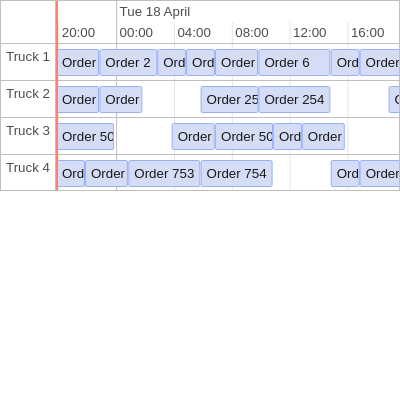 Tue 18 April
20:00 00:00 04:00 08:00 12:00 16:00
Truck 1 Order Order 2 Ord Ord Order Order 6 Ord Order
Truck 2 Order Order Order 25 Order 254
Truck 3 Order 50 Order Order 50 Ord Order
Truck 4 Ord Order Order 753 Order 754 Ord Order